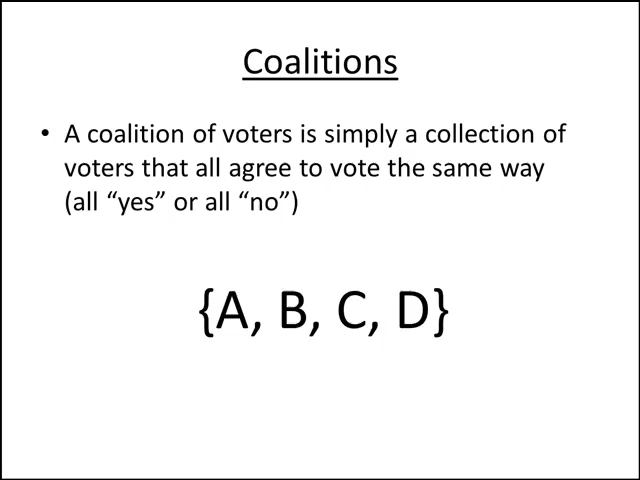 Coalitions
• A coalition of voters is simply a collection of
voters that all agree to vote the same way
(all “yes” or all “no”)
{A, B, C, D}